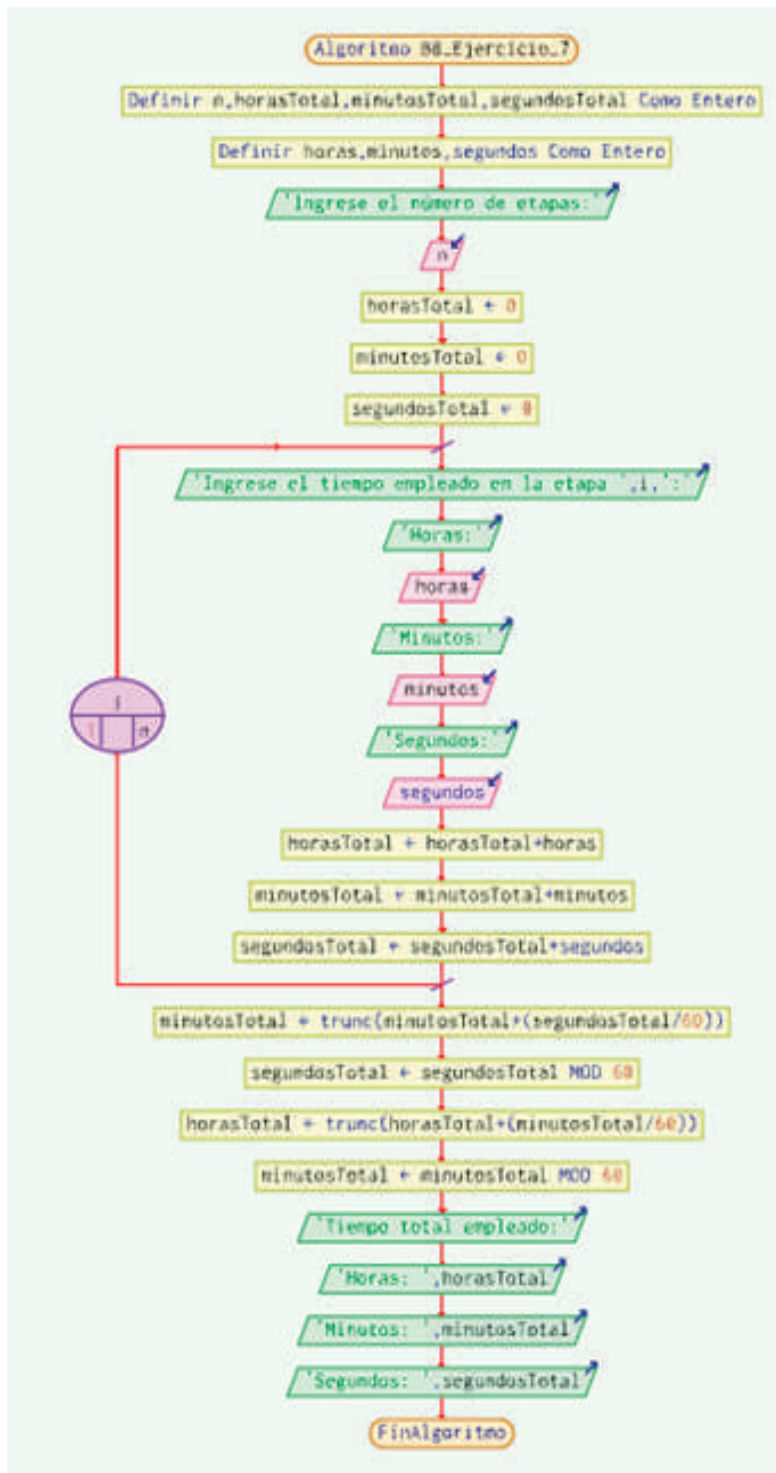 Algoritmo B8_Ejercicio_7
Definir n,horasTotal,minutosTotal,segundosTotal Como Entero
Definir horas,minutos,segundos Como Entero
'Ingrese el número de etapas:'
n
horasTotal ← 0
minutosTotal ← 0
segundosTotal ← 0
'Ingrese el tiempo empleado en la etapa ',i,':'
'Horas:'
horas
'Minutos:'
minutos
i
1 n
'Segundos:'
segundos
horasTotal ← horasTotal+horas
minutosTotal ← minutosTotal+minutos
segundosTotal ← segundosTotal+segundos
minutosTotal ← trunc(minutosTotal+(segundosTotal/60))
segundosTotal ← segundosTotal MOD 60
horasTotal ← trunc(horasTotal+(minutosTotal/60))
minutosTotal ← minutosTotal MOD 60
'Tiempo total empleado:'
'Horas: ',horasTotal
'Minutos: ',minutosTotal
'Segundos: ',segundosTotal
FinAlgoritmo